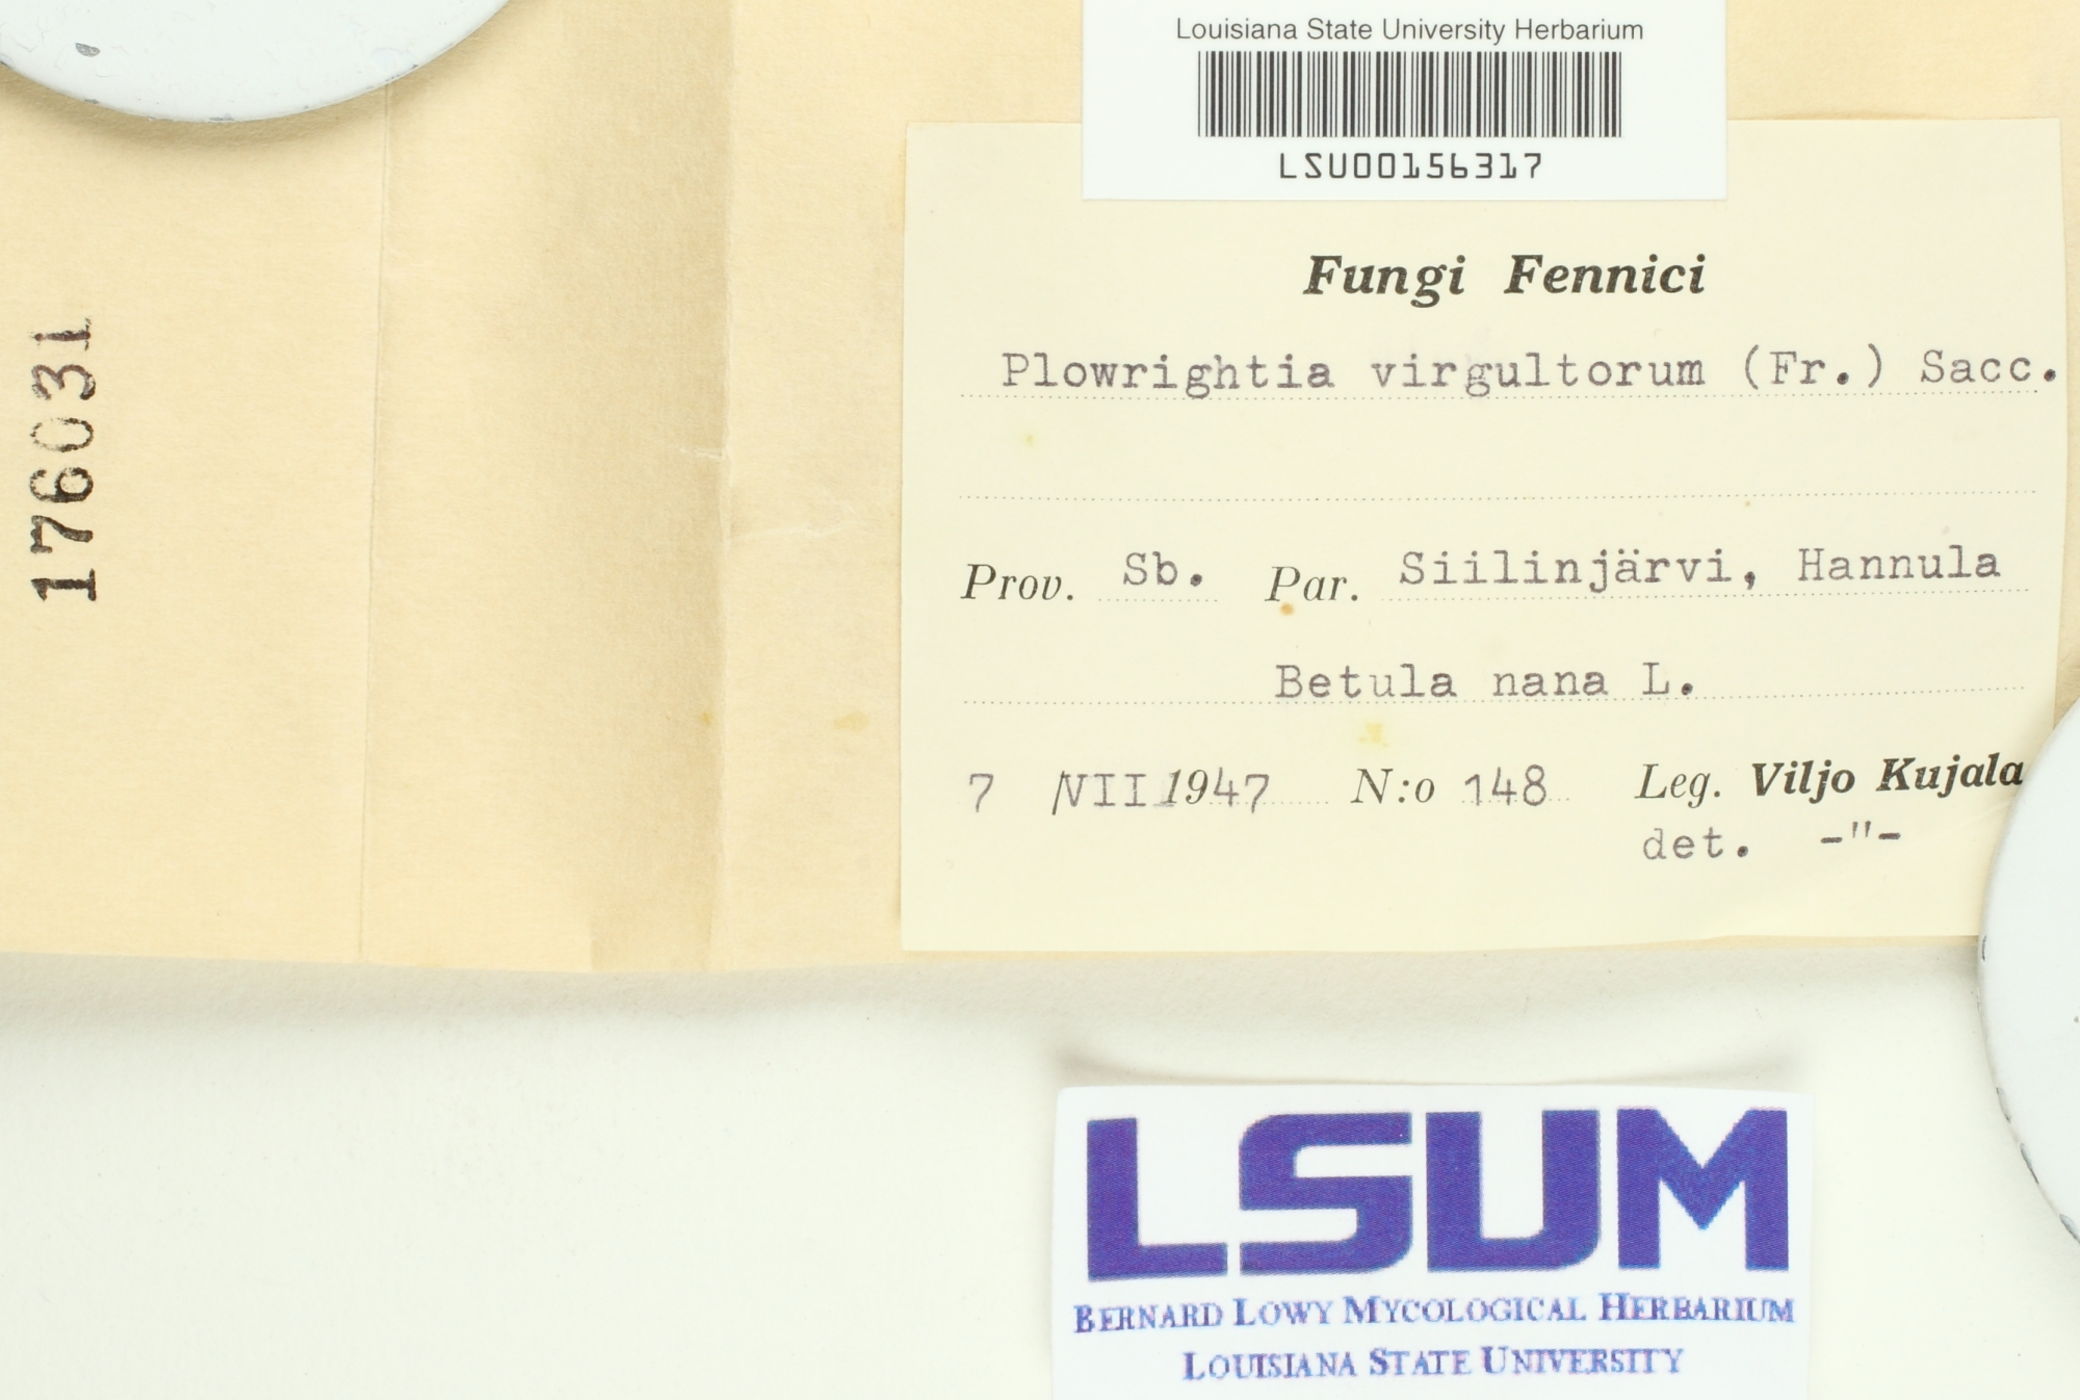 Louisiana State University Herbarium
LSU00156317
Fungi Fennici
Plowrightia virgultorum (Fr.) Sacc.
Prov. Sb. Par. Siilinjärvi, Hannula
Betula nana L.
7 /VII 1947 N:o 148 Leg. Viljo Kujala
det. -"-
176031
LSUM
BERNARD LOWY MYCOLOGICAL HERBARIUM
LOUISIANA STATE UNIVERSITY